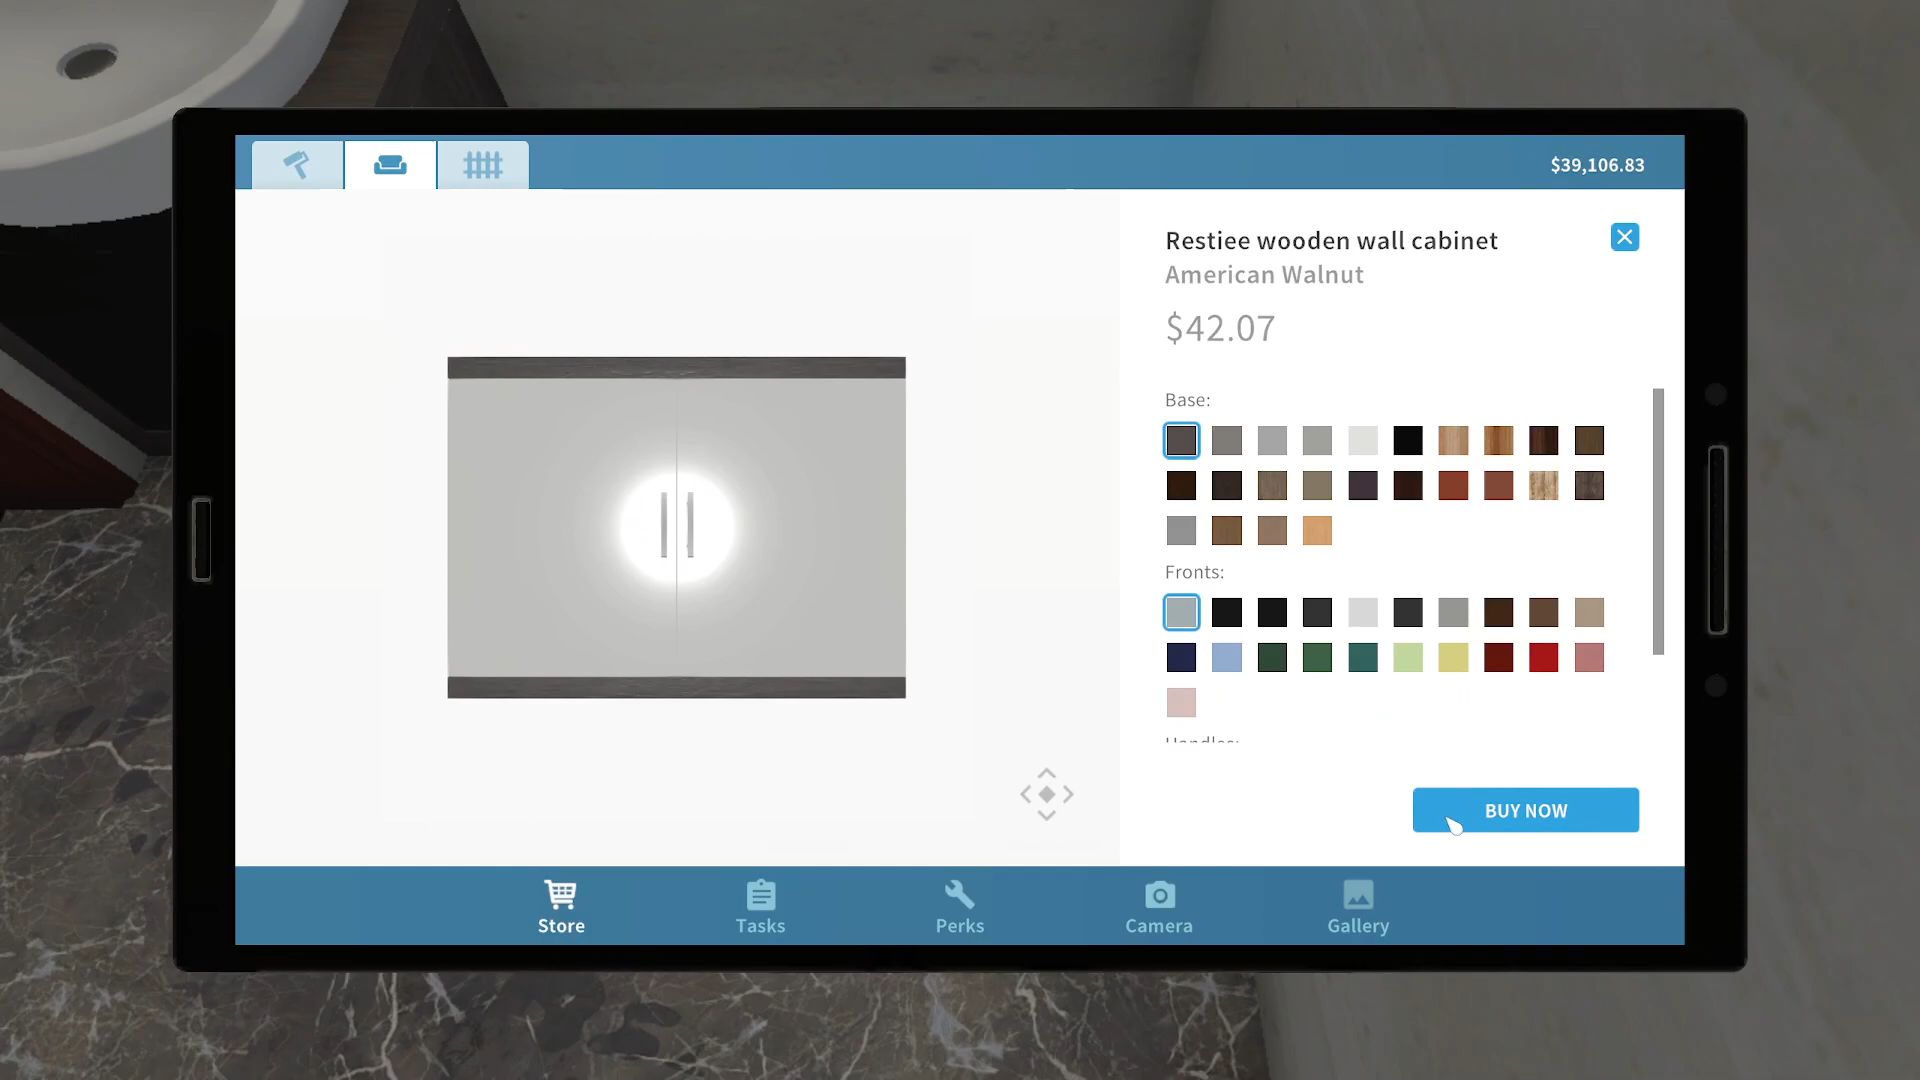 $39,106.83
Restiee wooden wall cabinet
American Walnut
$42.07
Base:
Fronts:
Handles:
BUY NOW
Store
Tasks
Perks
Camera
Gallery